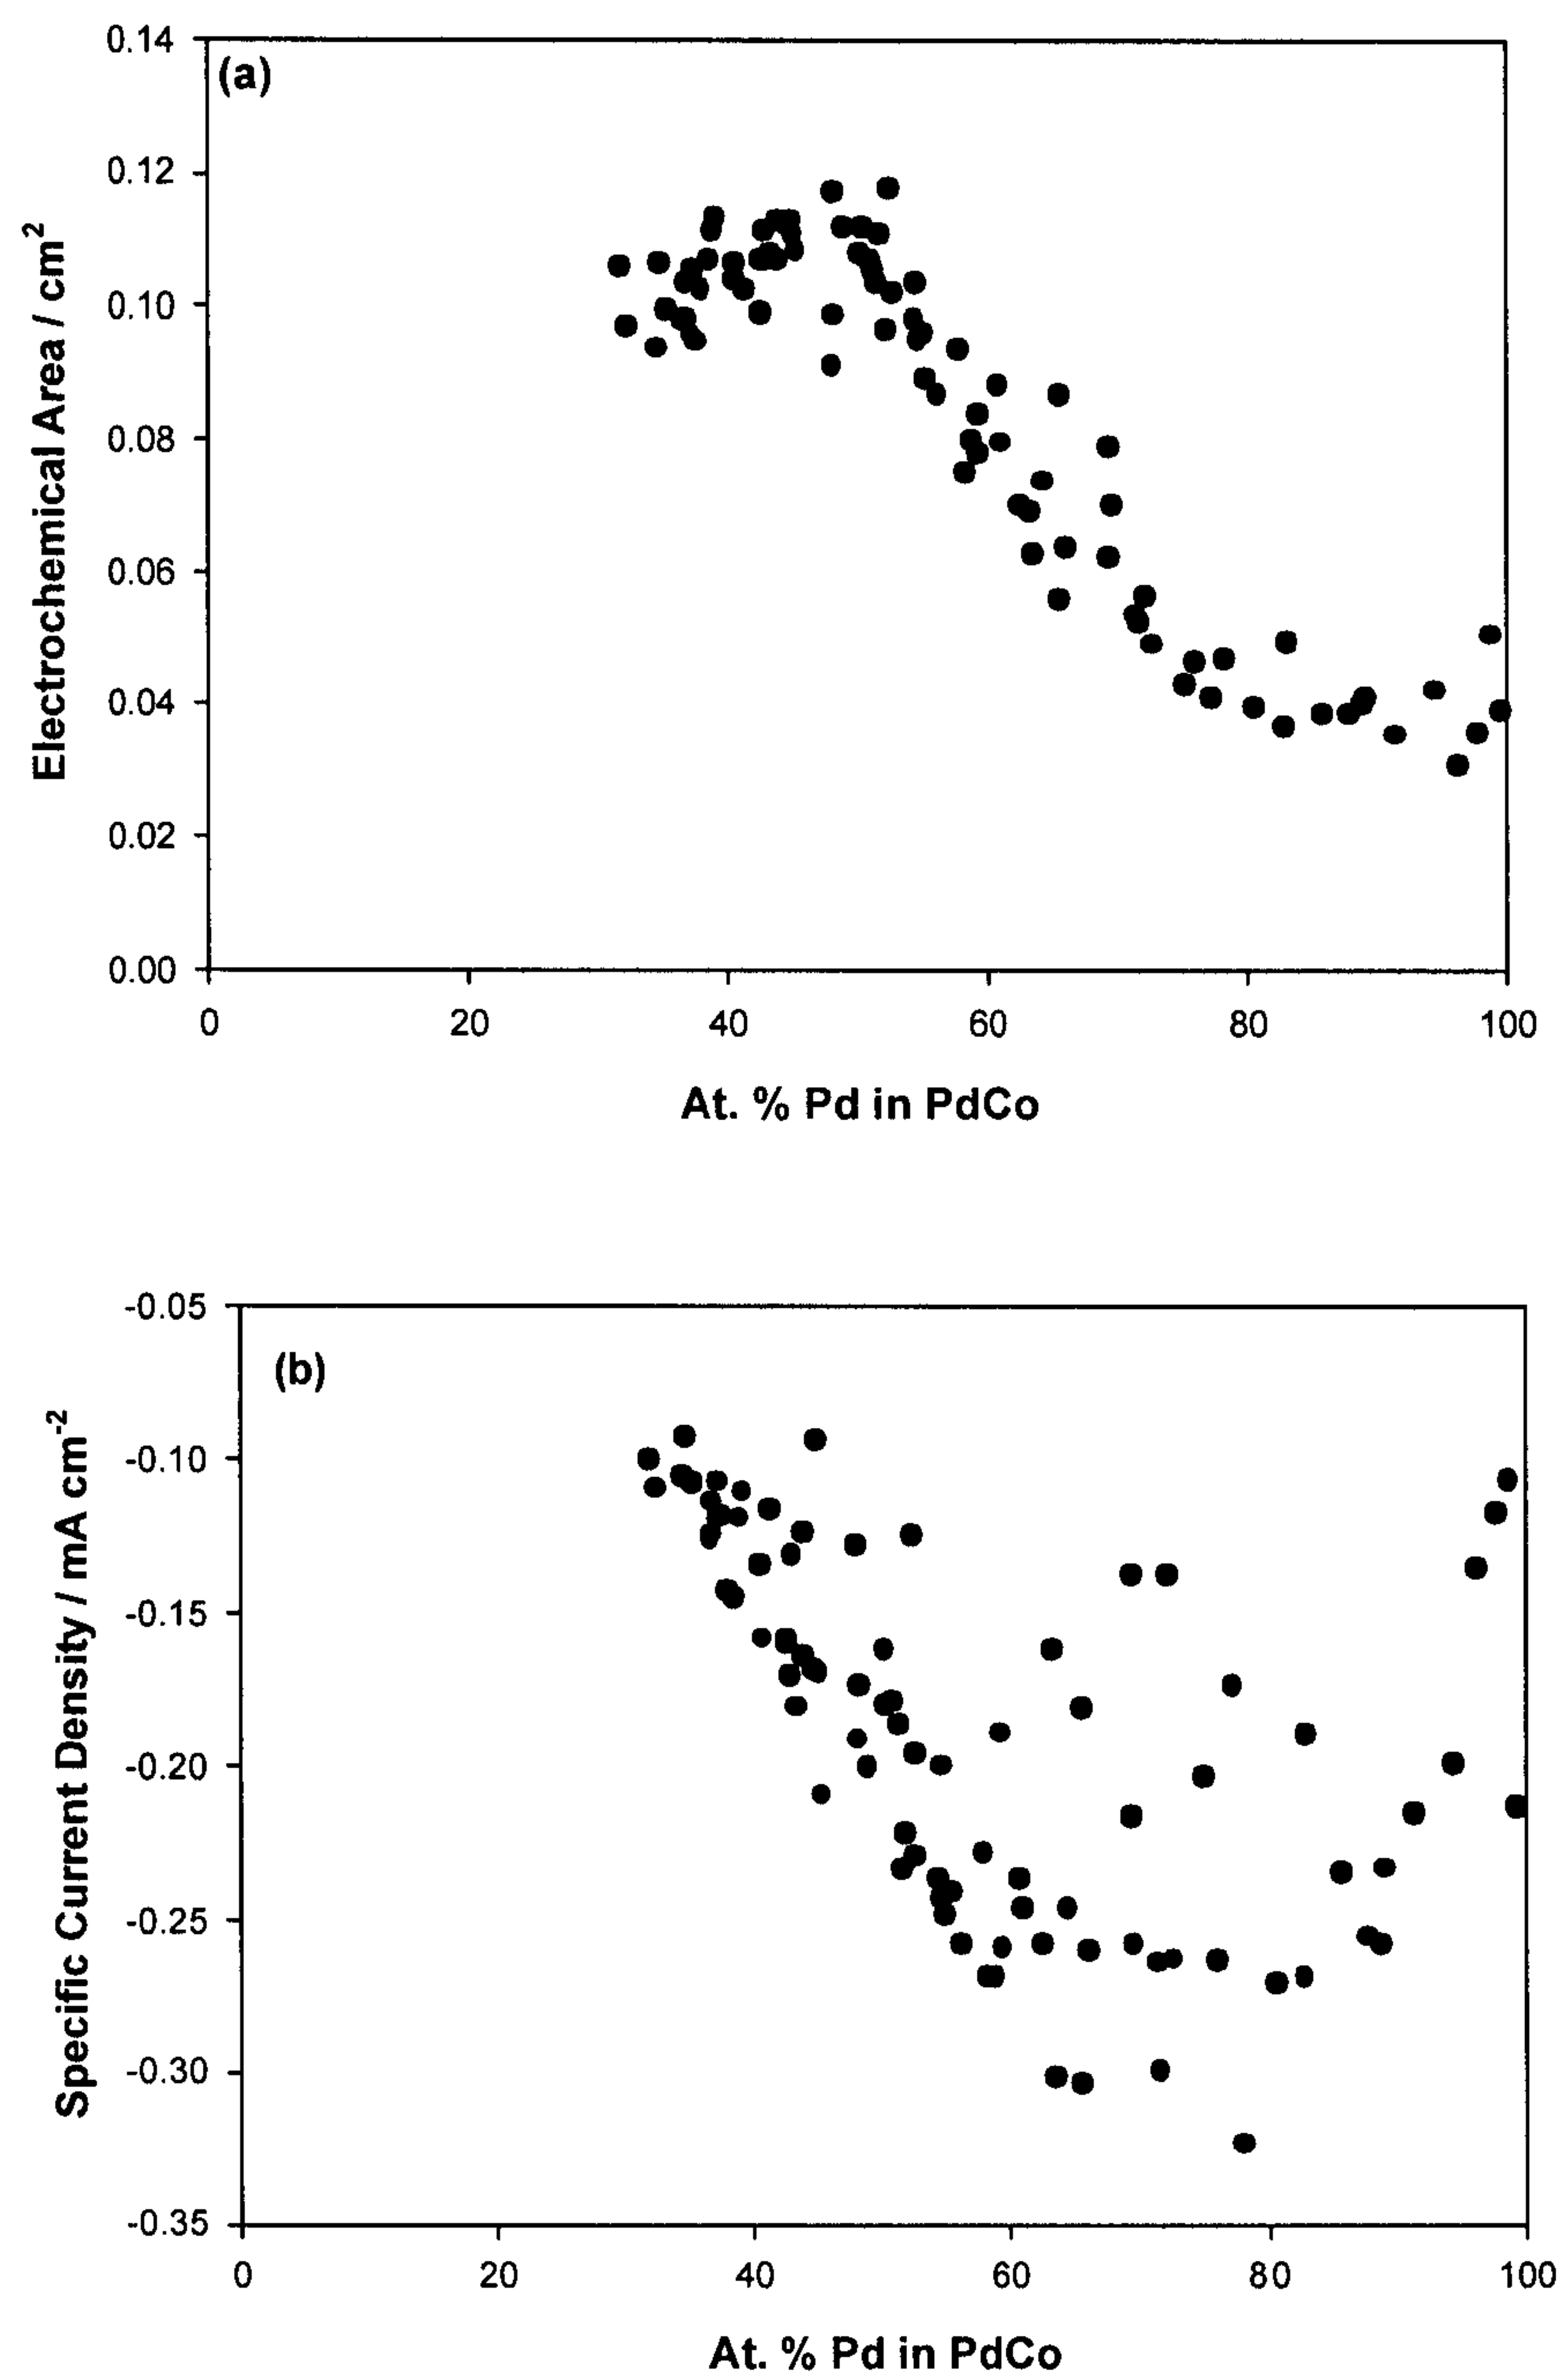 (a)
0.14
0.12
0.10
0.08
0.06
0.04
0.02
0.00
Electrochemical Area / cm²
0 20 40 60 80 100
At. % Pd in PdCo
(b)
-0.05
-0.10
-0.15
-0.20
-0.25
-0.30
-0.35
Specific Current Density / mA cm⁻²
0 20 40 60 80 100
At. % Pd in PdCo